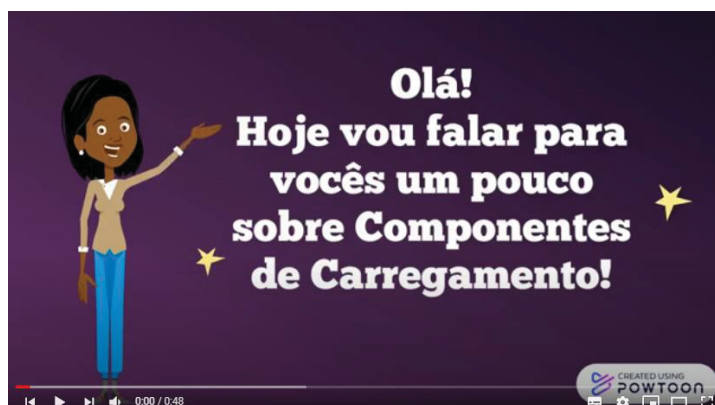 Olá!
Hoje vou falar para
vocês um pouco
sobre Componentes
de Carregamento!
CREATED USING
POWTOON
0:00 / 0:48